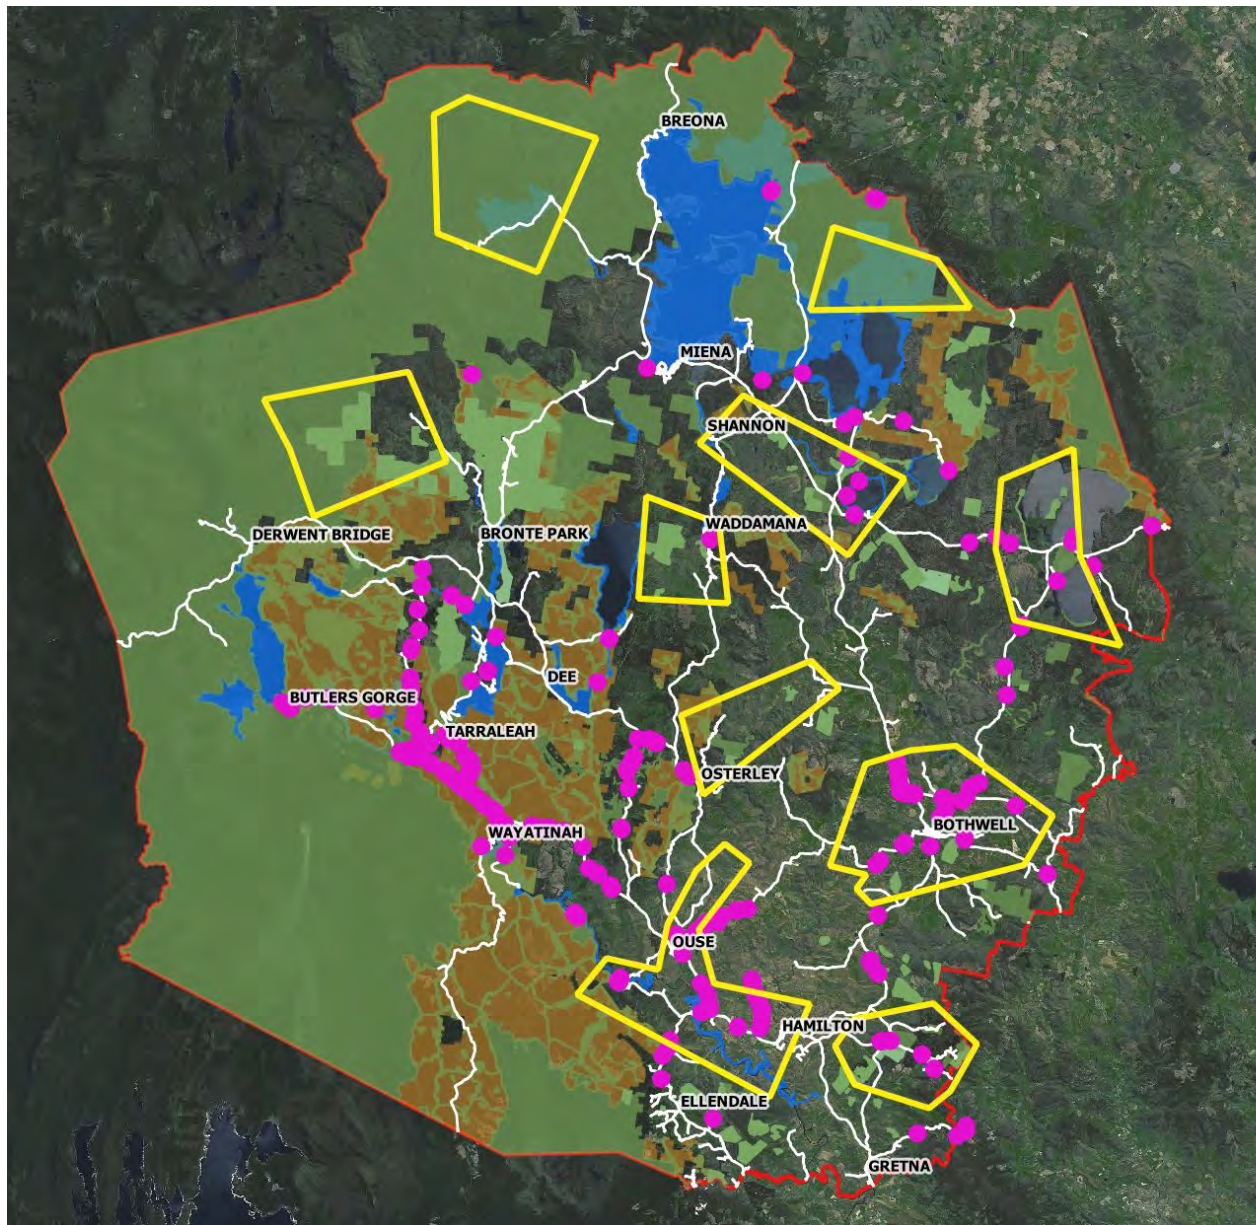 BREONA
MIENA
SHANNON
WADDAMANA
DERWENT BRIDGE
BRONTE PARK
DEE
BUTLERS GORGE
TARRALEAH
OSTERLEY
WAYATINAH
BOTHWELL
OUSE
HAMILTON
ELLENDALE
GRETNA